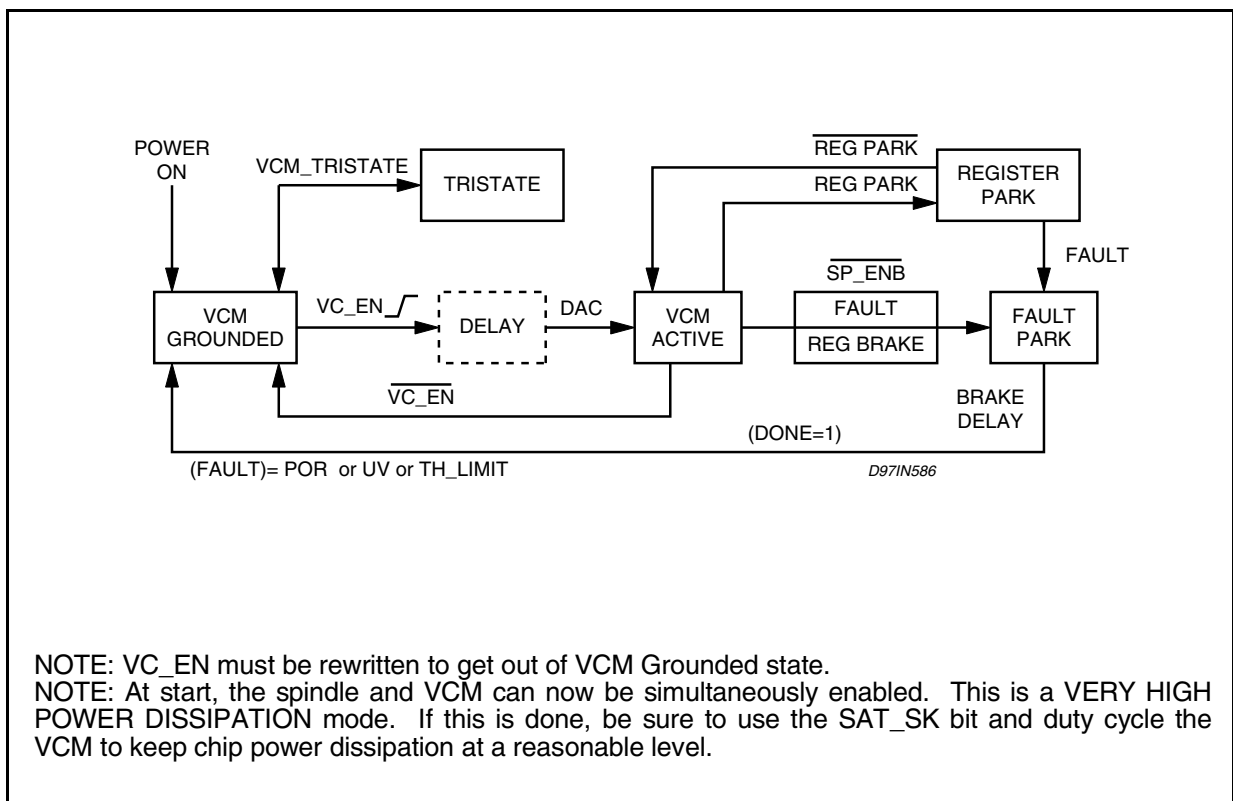 POWER
ON
VCM_TRISTATE
TRISTATE
REG PARK
REG PARK
REGISTER
PARK
FAULT
SP_ENB
VCM
GROUNDED
VC_EN
DELAY
DAC
VCM
ACTIVE
FAULT
REG BRAKE
FAULT
PARK
VC_EN
BRAKE
DELAY
(DONE=1)
(FAULT)= POR or UV or TH_LIMIT
D97IN586
NOTE: VC_EN must be rewritten to get out of VCM Grounded state.
NOTE: At start, the spindle and VCM can now be simultaneously enabled. This is a VERY HIGH
POWER DISSIPATION mode. If this is done, be sure to use the SAT_SK bit and duty cycle the
VCM to keep chip power dissipation at a reasonable level.